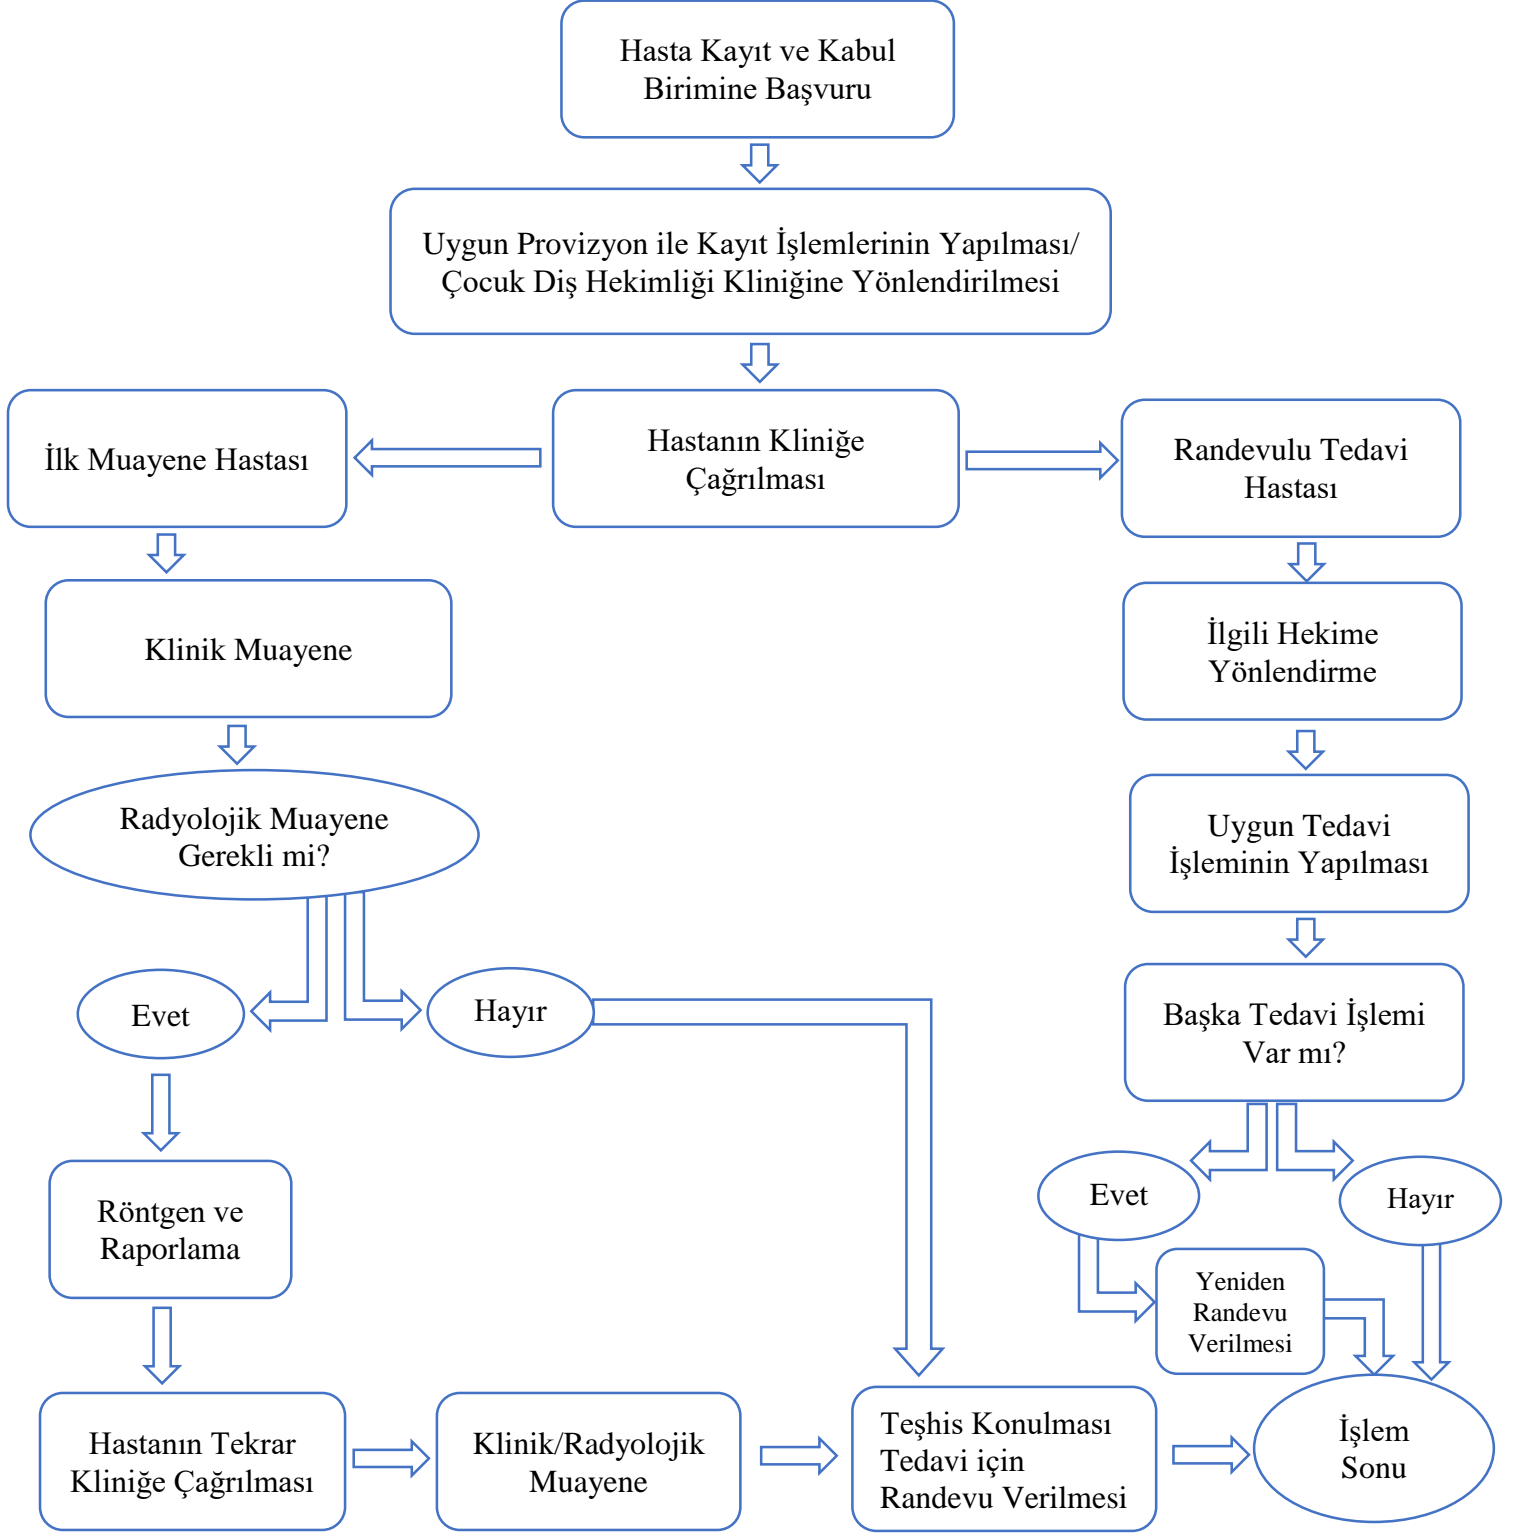 Hasta Kayıt ve Kabul
Birimine Başvuru
Uygun Provizyon ile Kayıt İşlemlerinin Yapılması/
Çocuk Diş Hekimliği Kliniğine Yönlendirilmesi
İlk Muayene Hastası
Hastanın Kliniğe
Çağrılması
Randevulu Tedavi
Hastası
Klinik Muayene
İlgili Hekime
Yönlendirme
Radyolojik Muayene
Gerekli mi?
Uygun Tedavi
İşleminin Yapılması
Evet
Hayır
Başka Tedavi İşlemi
Var mı?
Evet
Hayır
Röntgen ve
Raporlama
Yeniden
Randevu
Verilmesi
Hastanın Tekrar
Kliniğe Çağrılması
Klinik/Radyolojik
Muayene
Teşhis Konulması
Tedavi için
Randevu Verilmesi
İşlem
Sonu